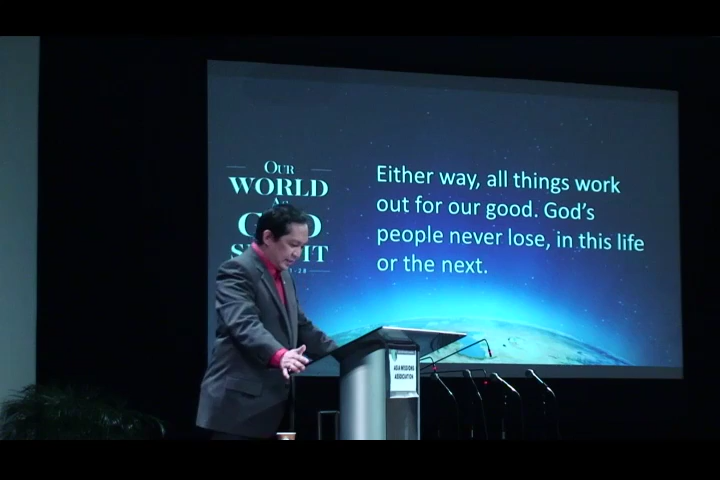 OUR
WORLD
SUMMIT
Either way, all things work
out for our good. God's
people never lose, in this life
or the next.
ASIA MISSIONS
ASSOCIATION